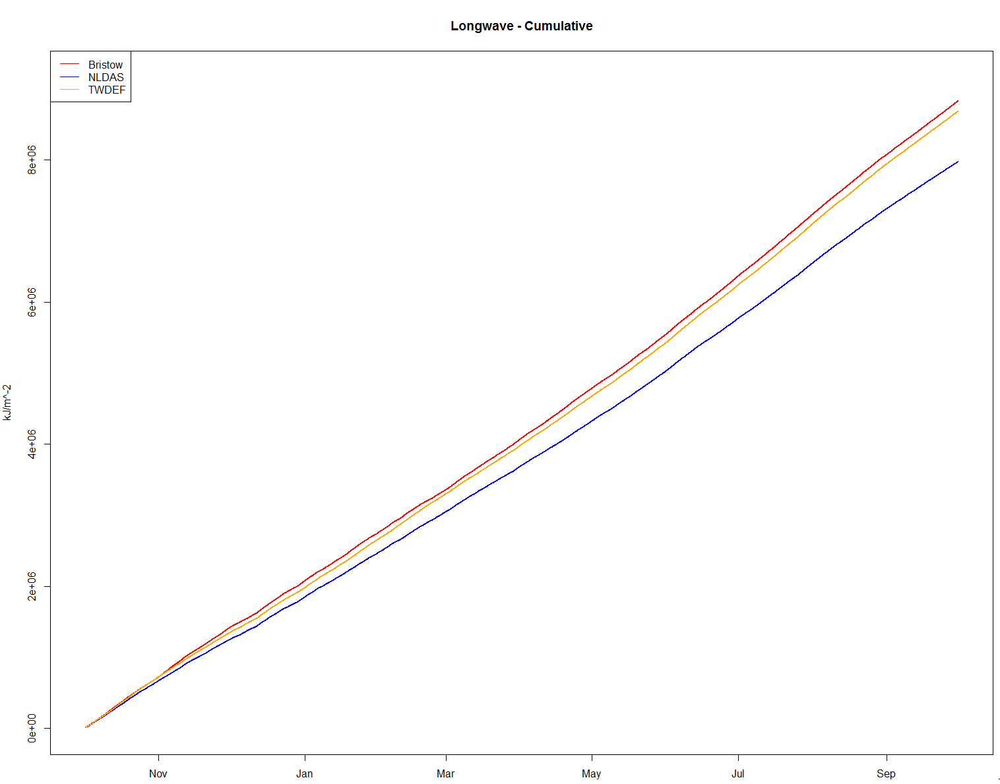 Longwave - Cumulative
Bristow
NLDAS
TWDEF
kJ/m^-2
8e+06
6e+06
4e+06
2e+06
0e+00
Nov Jan Mar May Jul Sep